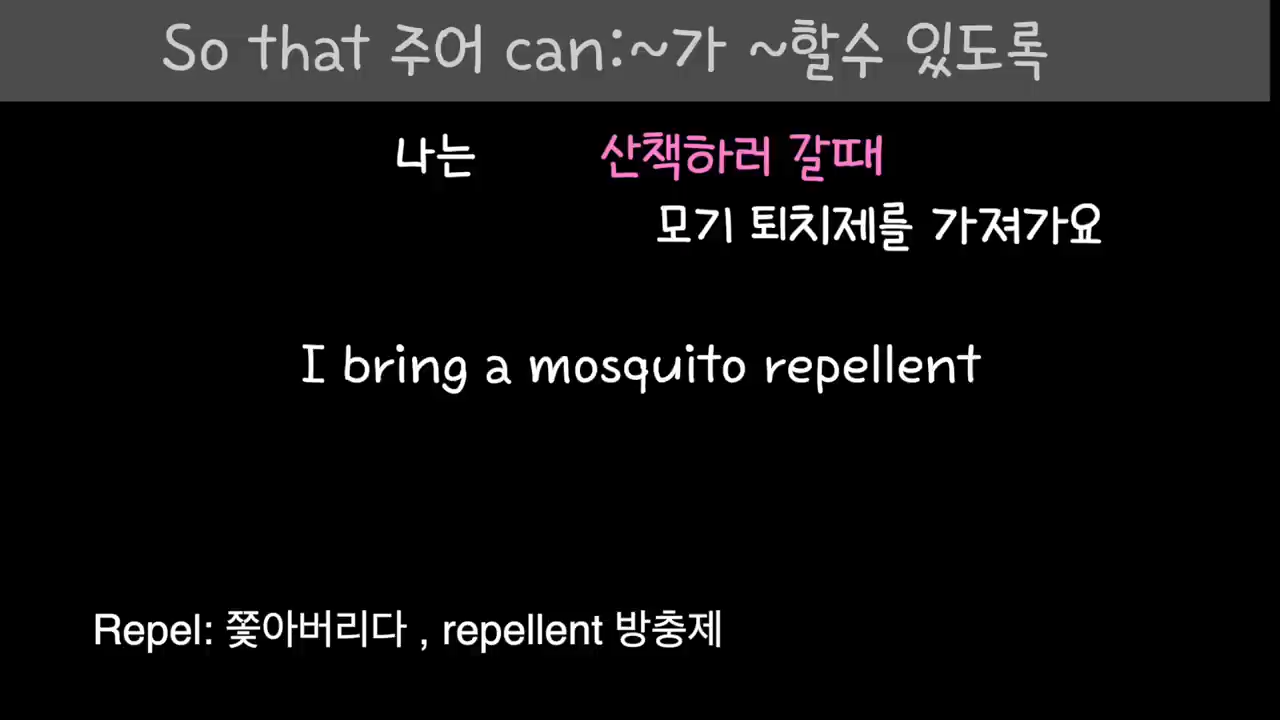 So that 주어 can:~가 ~할수 있도록
나는 산책하러 갈때
모기 퇴치제를 가져가요
I bring a mosquito repellent
Repel: 쫓아버리다 , repellent 방충제